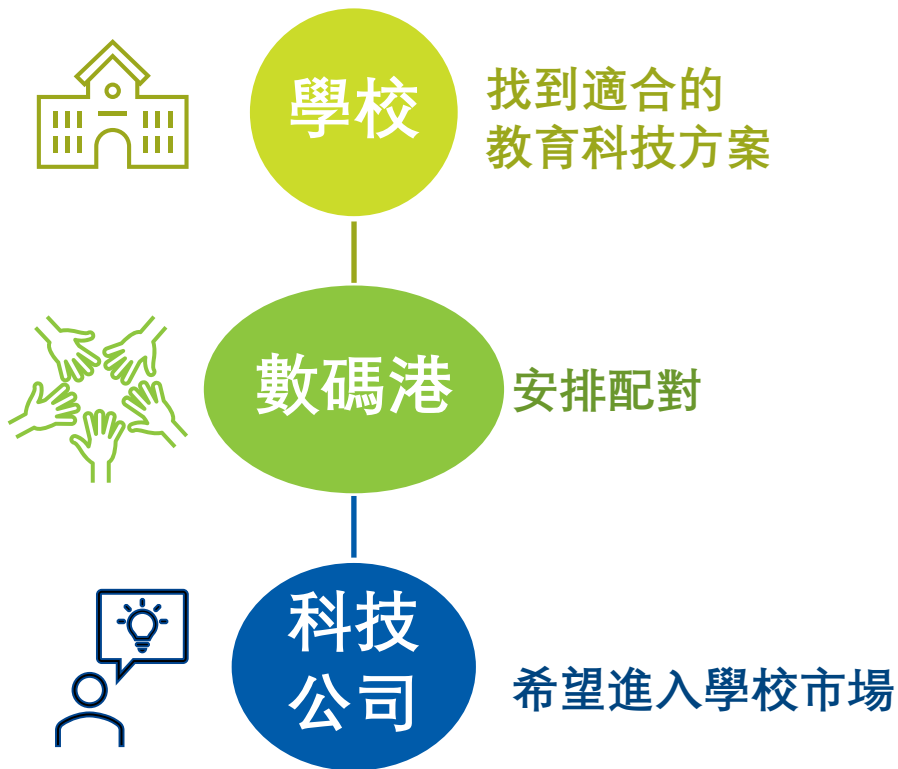 學校
找到適合的
教育科技方案
數碼港
安排配對
科技
公司
希望進入學校市場